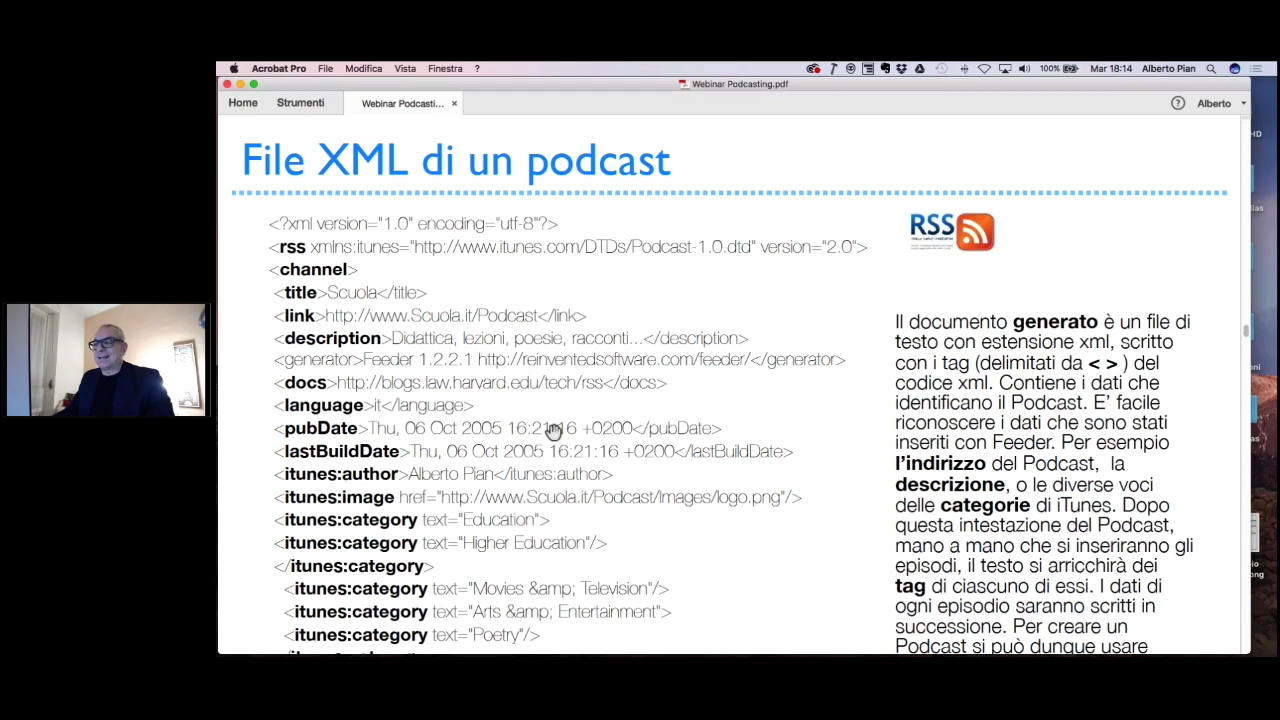 Acrobat Pro File Modifica Vista Finestra ? 100% Mar 18:14 Alberto Pian
Webinar Podcasting.pdf
Home Strumenti Webinar Podcasti... × ? Alberto
File XML di un podcast
<?xml version="1.0" encoding="utf-8"?>
<rss xmlns:itunes="http://www.itunes.com/DTDs/Podcast-1.0.dtd" version="2.0">
<channel>
<title>Scuola</title>
<link>http://www.Scuola.it/Podcast</link>
<description>Didattica, lezioni, poesie, racconti...</description>
<generator>Feeder 1.2.2.1 http://reinventedsoftware.com/feeder/</generator>
<docs>http://blogs.law.harvard.edu/tech/rss</docs>
<language>it</language>
<pubDate>Thu, 06 Oct 2005 16:21:16 +0200</pubDate>
<lastBuildDate>Thu, 06 Oct 2005 16:21:16 +0200</lastBuildDate>
<itunes:author>Alberto Pian</itunes:author>
<itunes:image href="http://www.Scuola.it/Podcast/Images/logo.png"/>
<itunes:category text="Education">
<itunes:category text="Higher Education"/>
</itunes:category>
<itunes:category text="Movies &amp; Television"/>
<itunes:category text="Arts &amp; Entertainment">
<itunes:category text="Poetry"/>
RSS
Il documento generato è un file di
testo con estensione xml, scritto
con i tag (delimitati da < > ) del
codice xml. Contiene i dati che
identificano il Podcast. E' facile
riconoscere i dati che sono stati
inseriti con Feeder. Per esempio
l'indirizzo del Podcast, la
descrizione, o le diverse voci
delle categorie di iTunes. Dopo
questa intestazione del Podcast,
mano a mano che si inseriranno gli
episodi, il testo si arricchirà dei
tag di ciascuno di essi. I dati di
ogni episodio saranno scritti in
successione. Per creare un
Podcast si può dunque usare